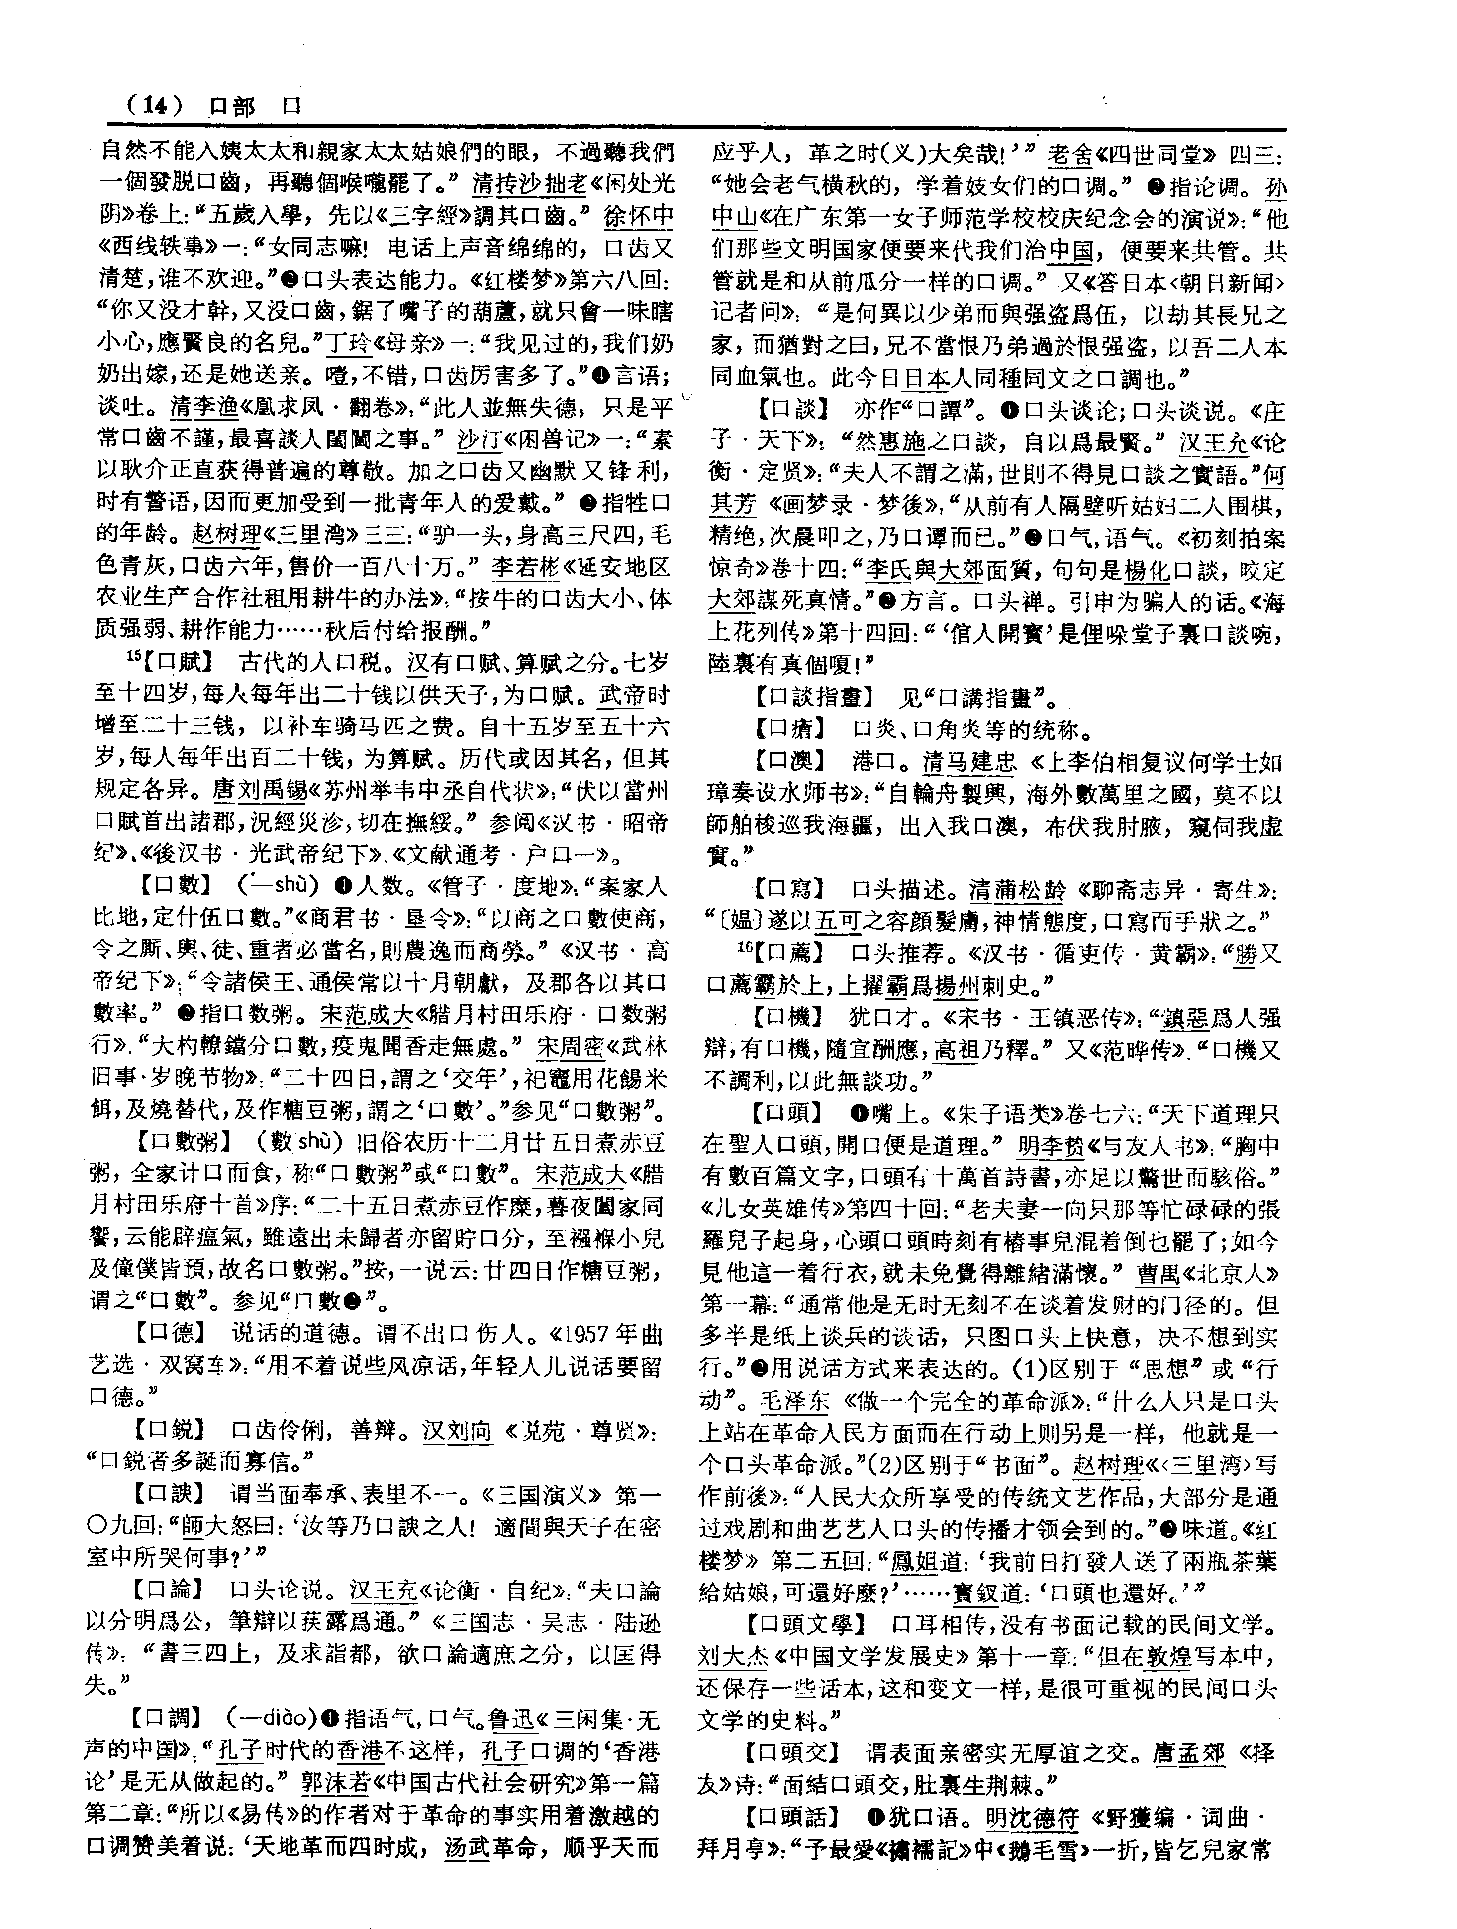 （14） 口部 口
自然不能入姨太太和親家太太姑娘們的眼，不過聽我們
一個發脱口齒，再聽個喉嚨罷了。”清抟沙拙老《闲处光
阴》卷上：“五歲入學，先以《三字經》調其口齒。”徐怀中
《西线轶事》一：“女同志嘛！电话上声音绵绵的，口齿又
清楚，谁不欢迎。”❸口头表达能力。《红楼梦》第六八回：
“你又没才幹，又没口齒，鋸了嘴子的葫蘆，就只會一味瞎
小心，應賢良的名兒。”丁玲《母亲》一：“我见过的，我们奶
奶出嫁，还是她送亲。噎，不错，口齿厉害多了。”❹言语；
谈吐。清李渔《凰求凤·翻卷》：“此人並無失德，只是平
常口齒不謹，最喜談人閨閫之事。”沙汀《困兽记》一：“素
以耿介正直获得普遍的尊敬。加之口齿又幽默又锋利，
时有警语，因而更加受到一批青年人的爱戴。”❺指牲口
的年龄。赵树理《三里湾》三三：“驴一头，身高三尺四，毛
色青灰，口齿六年，售价一百八十万。”李若彬《延安地区
农业生产合作社租用耕牛的办法》：“按牛的口齿大小、体
质强弱、耕作能力……秋后付给报酬。”
15【口賦】 古代的人口税。汉有口赋、算赋之分。七岁
至十四岁，每人每年出二十钱以供天子，为口赋。武帝时
增至二十三钱，以补车骑马匹之费。自十五岁至五十六
岁，每人每年出百二十钱，为算赋。历代或因其名，但其
规定各异。唐刘禹锡《苏州举韦中丞自代状》：“伏以當州
口賦首出諸郡，況經災沴，切在撫綏。”参阅《汉书·昭帝
纪》、《後汉书·光武帝纪下》、《文献通考·户口一》。
【口數】 （—shù）❶人数。《管子·度地》：“案家人
比地，定什伍口數。”《商君书·垦令》：“以商之口數使商，
令之厮、輿、徒、重者必當名，則農逸而商勞。”《汉书·高
帝纪下》：“令諸侯王、通侯常以十月朝獻，及郡各以其口
數率。”❷指口数粥。宋范成大《腊月村田乐府·口数粥
行》：“大杓轑鐺分口數，疫鬼聞香走無處。”宋周密《武林
旧事·岁晚节物》：“二十四日，謂之‘交年’，祀竈用花餳米
餌，及燒替代，及作糖豆粥，謂之‘口數’。”参见“口數粥”。
【口數粥】 （數shù）旧俗农历十二月廿五日煮赤豆
粥，全家计口而食，称“口數粥”或“口數”。宋范成大《腊
月村田乐府十首》序：“二十五日煮赤豆作糜，暮夜闔家同
饗，云能辟瘟氣，雖遠出未歸者亦留貯口分，至襁褓小兒
及僮僕皆預，故名口數粥。”按，一说云：廿四日作糖豆粥，
谓之“口數”。参见“口數❷”。
【口德】 说话的道德。谓不出口伤人。《1957年曲
艺选·双窝车》：“用不着说些风凉话，年轻人儿说话要留
口德。”
【口鋭】 口齿伶俐，善辩。汉刘向《说苑·尊贤》：
“口鋭者多誕而寡信。”
【口諛】 谓当面奉承、表里不一。《三国演义》第一
〇九回：“師大怒曰：‘汝等乃口諛之人！適間與天子在密
室中所哭何事？’”
【口論】 口头论说。汉王充《论衡·自纪》：“夫口論
以分明爲公，筆辯以荴露爲通。”《三国志·吴志·陆逊
传》：“書三四上，及求詣都，欲口論適庶之分，以匡得
失。”
【口調】 （—diào）❶指语气，口气。鲁迅《三闲集·无
声的中国》：“孔子时代的香港不这样，孔子口调的‘香港
论’是无从做起的。”郭沫若《中国古代社会研究》第一篇
第二章：“所以《易传》的作者对于革命的事实用着激越的
口调赞美着说：‘天地革而四时成，汤武革命，顺乎天而
应乎人，革之时（义）大矣哉！’”老舍《四世同堂》四三：
“她会老气横秋的，学着妓女们的口调。”❷指论调。孙
中山《在广东第一女子师范学校校庆纪念会的演说》：“他
们那些文明国家便要来代我们治中国，便要来共管。共
管就是和从前瓜分一样的口调。”又《答日本〈朝日新闻〉
记者问》：“是何異以少弟而與强盗爲伍，以劫其長兄之
家，而猶對之曰，兄不當恨乃弟過於恨强盗，以吾二人本
同血氣也。此今日日本人同種同文之口調也。”
【口談】 亦作“口譚”。❶口头谈论；口头谈说。《庄
子·天下》：“然惠施之口談，自以爲最賢。”汉王充《论
衡·定贤》：“夫人不謂之滿，世則不得見口談之實語。”何
其芳《画梦录·梦後》：“从前有人隔壁听姑妇二人围棋，
精绝，次晨叩之，乃口谭而已。”❷口气，语气。《初刻拍案
惊奇》卷十四：“李氏與大郊面質，句句是楊化口談，咬定
大郊謀死真情。”❸方言。口头禅。引申为骗人的话。《海
上花列传》第十四回：“‘倌人開寶’是俚哚堂子裏口談啘，
陸裏有真個嗄！”
【口談指畫】 见“口講指畫”。
【口瘡】 口炎、口角炎等的统称。
【口澳】 港口。清马建忠《上李伯相复议何学士如
璋奏设水师书》：“自輪舟製興，海外數萬里之國，莫不以
師舶梭巡我海疆，出入我口澳，布伏我肘腋，窺伺我虚
實。”
【口寫】 口头描述。清蒲松龄《聊斋志异·寄生》：
“〔媪〕遂以五可之容顔髮膚，神情態度，口寫而手狀之。”
16【口薦】 口头推荐。《汉书·循吏传·黄霸》：“勝又
口薦霸於上，上擢霸爲揚州刺史。”
【口機】 犹口才。《宋书·王镇恶传》：“鎮惡爲人强
辯，有口機，隨宜酬應，高祖乃釋。”又《范晔传》：“口機又
不調利，以此無談功。”
【口頭】 ❶嘴上。《朱子语类》卷七六：“天下道理只
在聖人口頭，開口便是道理。”明李贽《与友人书》：“胸中
有數百篇文字，口頭有十萬首詩書，亦足以驚世而駭俗。”
《儿女英雄传》第四十回：“老夫妻一向只那等忙碌碌的張
羅兒子起身，心頭口頭時刻有樁事兒混着倒也罷了；如今
見他這一着行衣，就未免覺得離緒滿懷。”曹禺《北京人》
第一幕：“通常他是无时无刻不在谈着发财的门径的。但
多半是纸上谈兵的谈话，只图口头上快意，决不想到实
行。”❷用说话方式来表达的。（1）区别于“思想”或“行
动”。毛泽东《做一个完全的革命派》：“什么人只是口头
上站在革命人民方面而在行动上则另是一样，他就是一
个口头革命派。”（2）区别于“书面”。赵树理《〈三里湾〉写
作前後》：“人民大众所享受的传统文艺作品，大部分是通
过戏剧和曲艺艺人口头的传播才领会到的。”❸味道。《红
楼梦》第二五回：“鳳姐道：‘我前日打發人送了兩瓶茶葉
給姑娘，可還好麽？’……寶釵道：‘口頭也還好。’”
【口頭文學】 口耳相传，没有书面记载的民间文学。
刘大杰《中国文学发展史》第十一章：“但在敦煌写本中，
还保存一些话本，这和变文一样，是很可重视的民间口头
文学的史料。”
【口頭交】 谓表面亲密实无厚谊之交。唐孟郊《择
友》诗：“面结口頭交，肚裏生荆棘。”
【口頭話】 ❶犹口语。明沈德符《野獲编·词曲·
拜月亭》：“予最愛《繡襦記》中《鵝毛雪》一折，皆乞兒家常